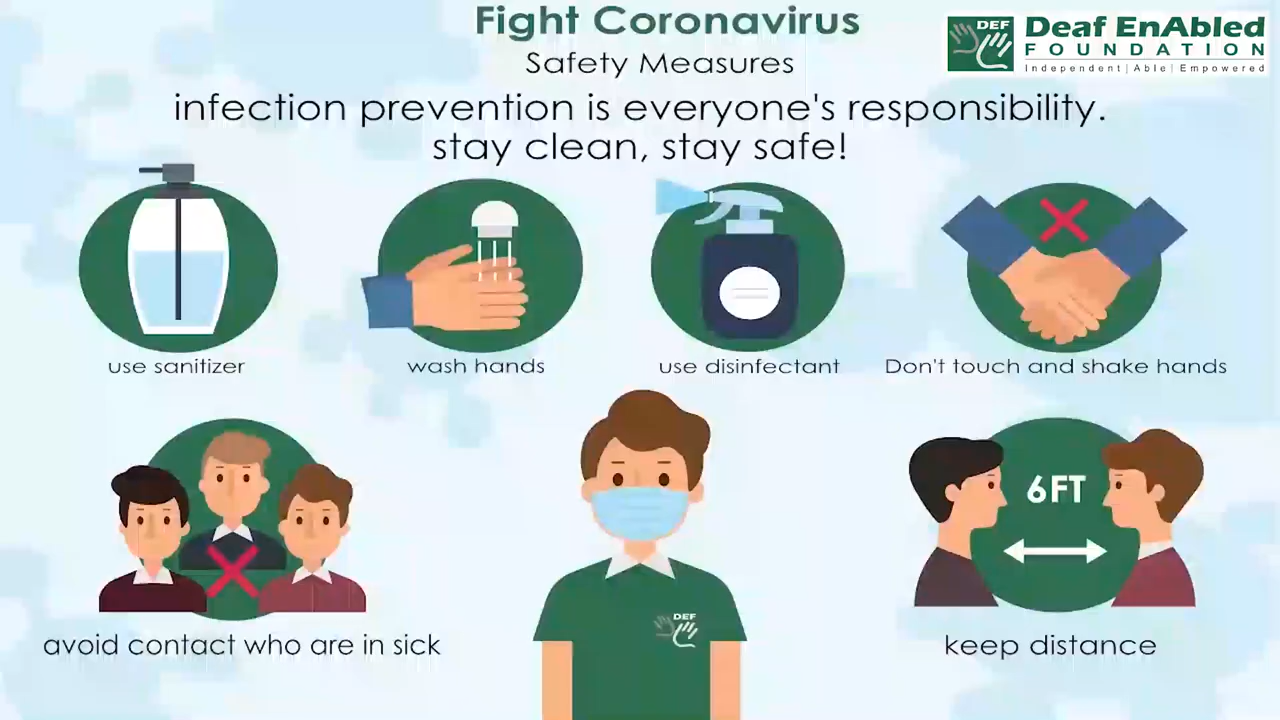 Fight Coronavirus
Safety Measures
infection prevention is everyone's responsibility.
stay clean, stay safe!
DEF
Deaf EnAbled
FOUNDATION
Independent | Able | Empowered
use sanitizer
wash hands
use disinfectant
Don't touch and shake hands
6FT
DEF
avoid contact who are in sick
keep distance